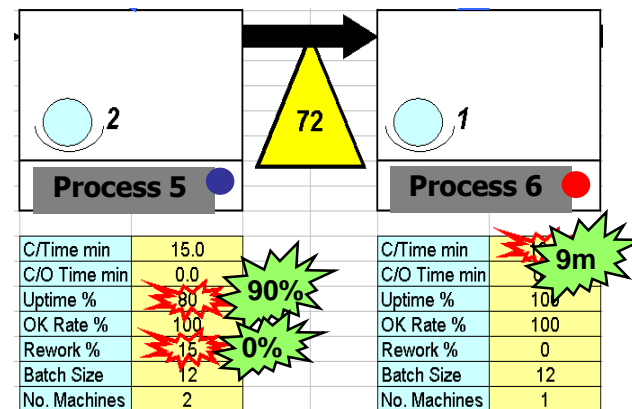 2
72
1
Process 5
Process 6
C/Time min 15.0
C/O Time min 0.0
Uptime % 80
90%
OK Rate % 100
Rework % 15
0%
Batch Size 12
No. Machines 2
C/Time min
9m
C/O Time min
Uptime % 100
OK Rate % 100
Rework % 0
Batch Size 12
No. Machines 1